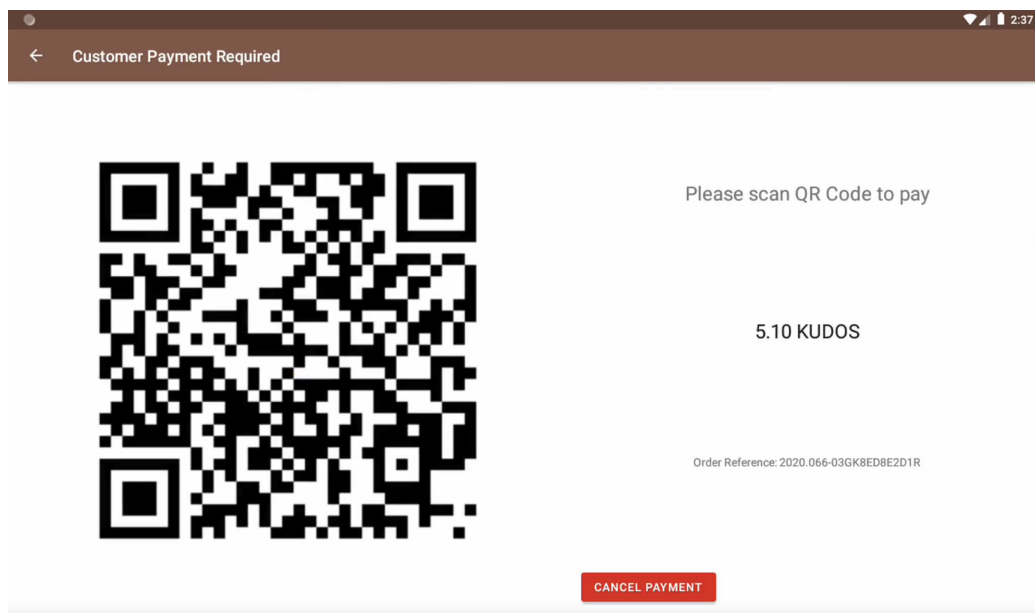 2:37
Customer Payment Required
Please scan QR Code to pay
5.10 KUDOS
Order Reference: 2020.066-03GK8ED8E2D1R
CANCEL PAYMENT